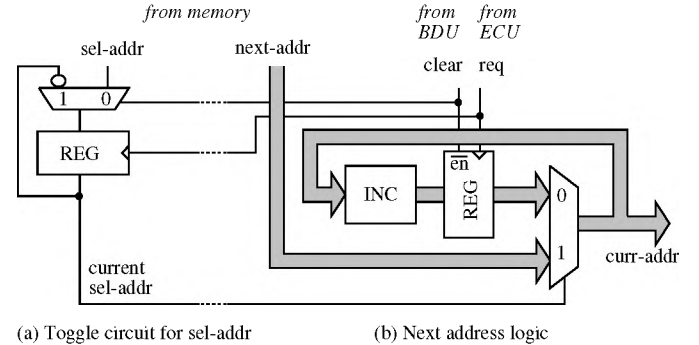 from memory
from BDU
from ECU
sel-addr
next-addr
clear
req
1 0
REG
en
INC
REG
0
1
current
sel-addr
curr-addr
(a) Toggle circuit for sel-addr
(b) Next address logic